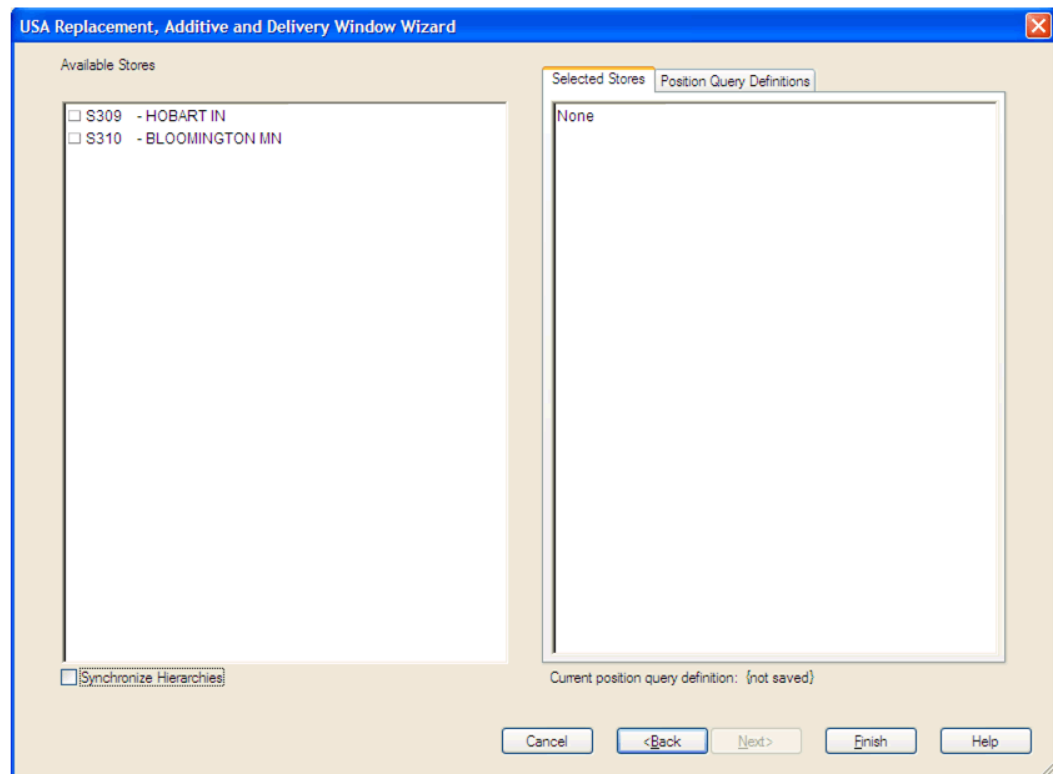 USA Replacement, Additive and Delivery Window Wizard
Available Stores
Selected Stores
Position Query Definitions
S309 - HOBART IN
S310 - BLOOMINGTON MN
None
Synchronize Hierarchies
Current position query definition: {not saved}
Cancel
<Back
Next>
Finish
Help